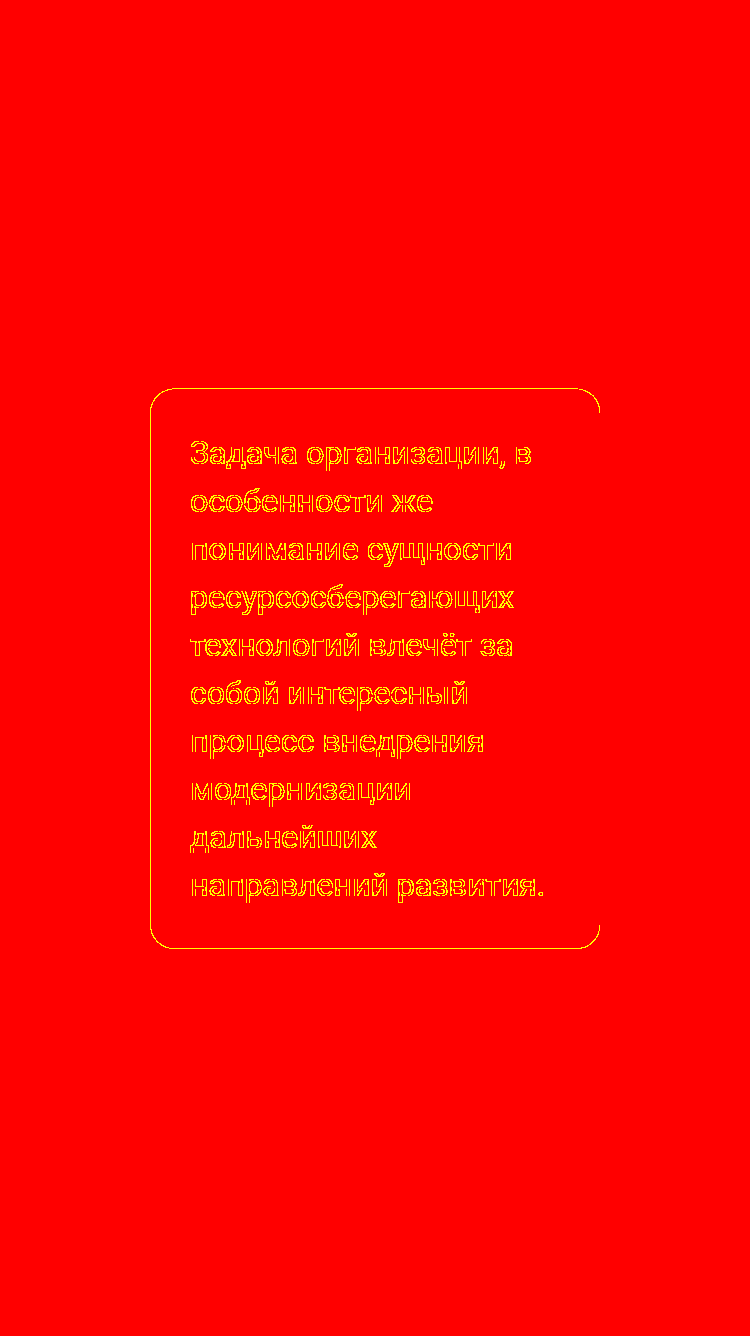 Задача организации, в
особенности же
понимание сущности
ресурсосберегающих
технологий влечёт за
собой интересный
процесс внедрения
модернизации
дальнейших
направлений развития.